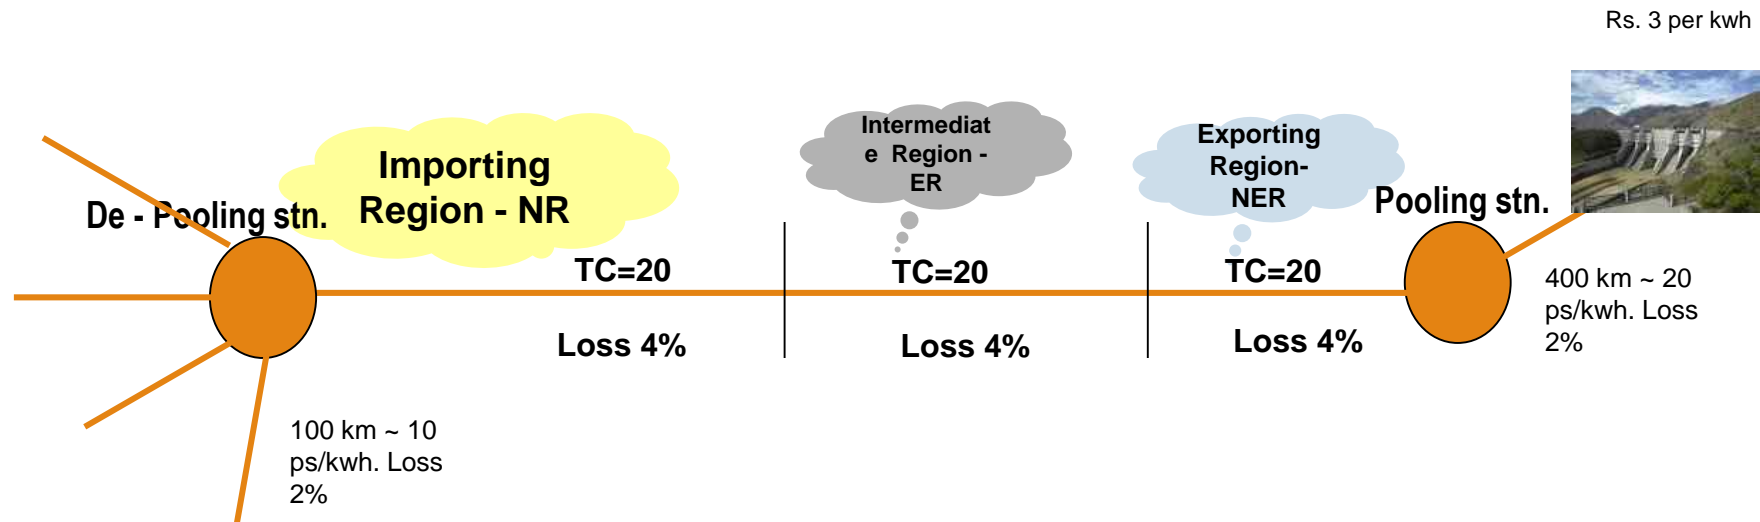 Rs. 3 per kwh
Importing
Region - NR
Intermediat
e Region -
ER
Exporting
Region-
NER
De - Pooling stn.
Pooling stn.
TC=20
TC=20
TC=20
Loss 4%
Loss 4%
Loss 4%
400 km ~ 20
ps/kwh. Loss
2%
100 km ~ 10
ps/kwh. Loss
2%